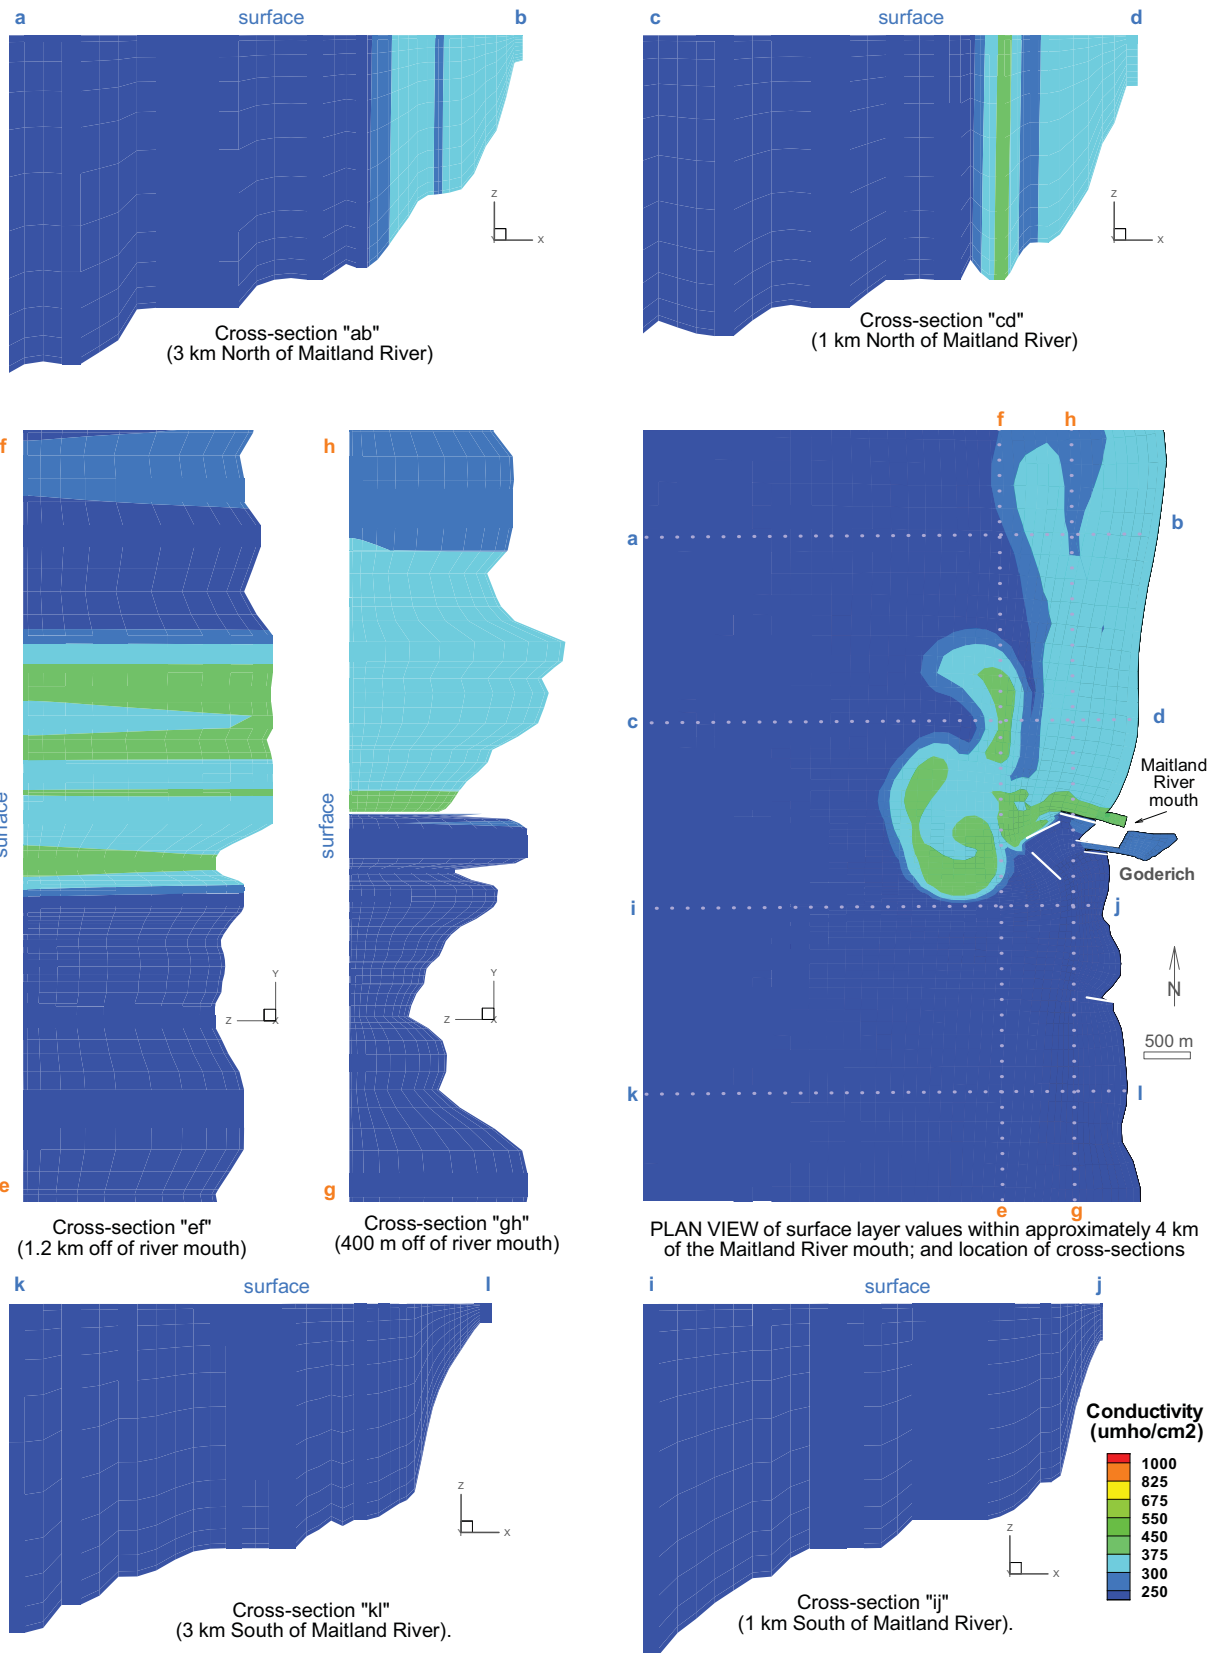 a surface b
c surface d
Z
X
Y
Z
X
Y
Cross-section "ab"
(3 km North of Maitland River)
Cross-section "cd"
(1 km North of Maitland River)
f
h
surface
e
Y
Z
X
surface
g
Y
Z
X
Cross-section "ef"
(1.2 km off of river mouth)
Cross-section "gh"
(400 m off of river mouth)
f h
a b
c d
Maitland
River
mouth
Goderich
i j
N
500 m
k l
e g
PLAN VIEW of surface layer values within approximately 4 km
of the Maitland River mouth; and location of cross-sections
k surface l
i surface j
Z
X
Y
Z
X
Y
Cross-section "kl"
(3 km South of Maitland River).
Cross-section "ij"
(1 km South of Maitland River).
Conductivity
(umho/cm2)
1000
825
675
550
450
375
300
250